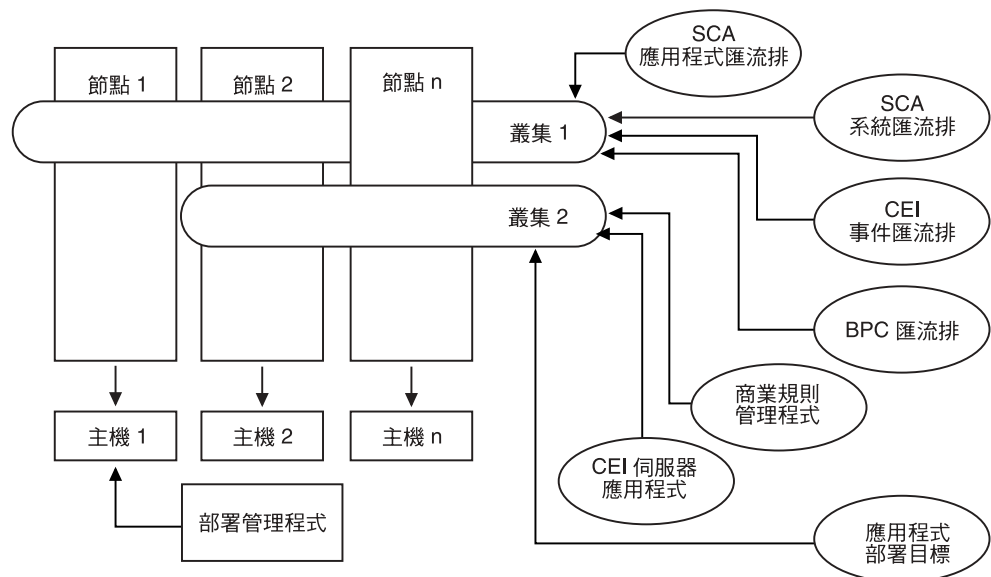 SCA
應用程式匯流排
節點 1
節點 2
節點 n
SCA
系統匯流排
叢集 1
CEI
事件匯流排
叢集 2
BPC 匯流排
商業規則
管理程式
主機 1
主機 2
主機 n
CEI 伺服器
應用程式
部署管理程式
應用程式
部署目標